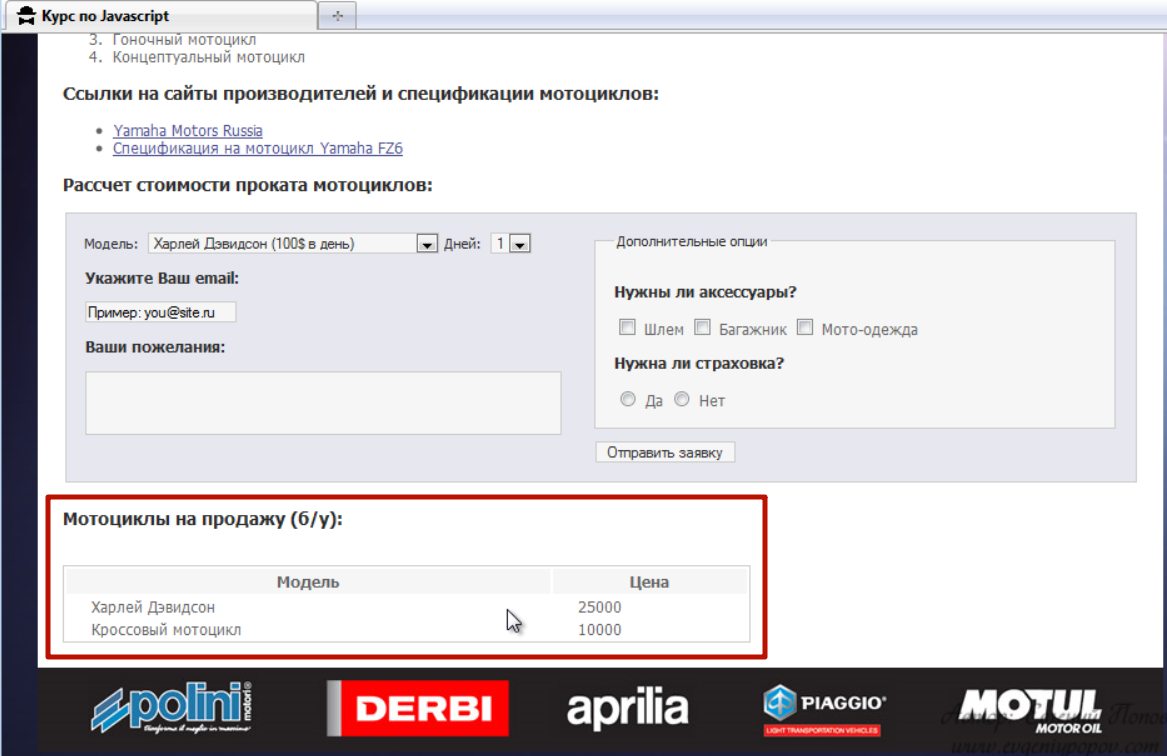 Курс по Javascript
3. Гоночный мотоцикл
4. Концептуальный мотоцикл
Ссылки на сайты производителей и спецификации мотоциклов:
Yamaha Motors Russia
Спецификация на мотоцикл Yamaha FZ6
Рассчет стоимости проката мотоциклов:
Модель: Харлей Дэвидсон (100$ в день) Дней: 1
Укажите Ваш email:
Пример: you@site.ru
Ваши пожелания:
Дополнительные опции
Нужны ли аксессуары?
Шлем Багажник Мото-одежда
Нужна ли страховка?
Да Нет
Отправить заявку
Мотоциклы на продажу (б/у):
Модель Цена
Харлей Дэвидсон 25000
Кроссовый мотоцикл 10000
polini motori®
DERBI
aprilia
PIAGGIO®
LIGHT TRANSPORTATION VEHICLES
MOTUL
MOTOR OIL
Автор: Евгений Попов
www.evgeniypopov.com